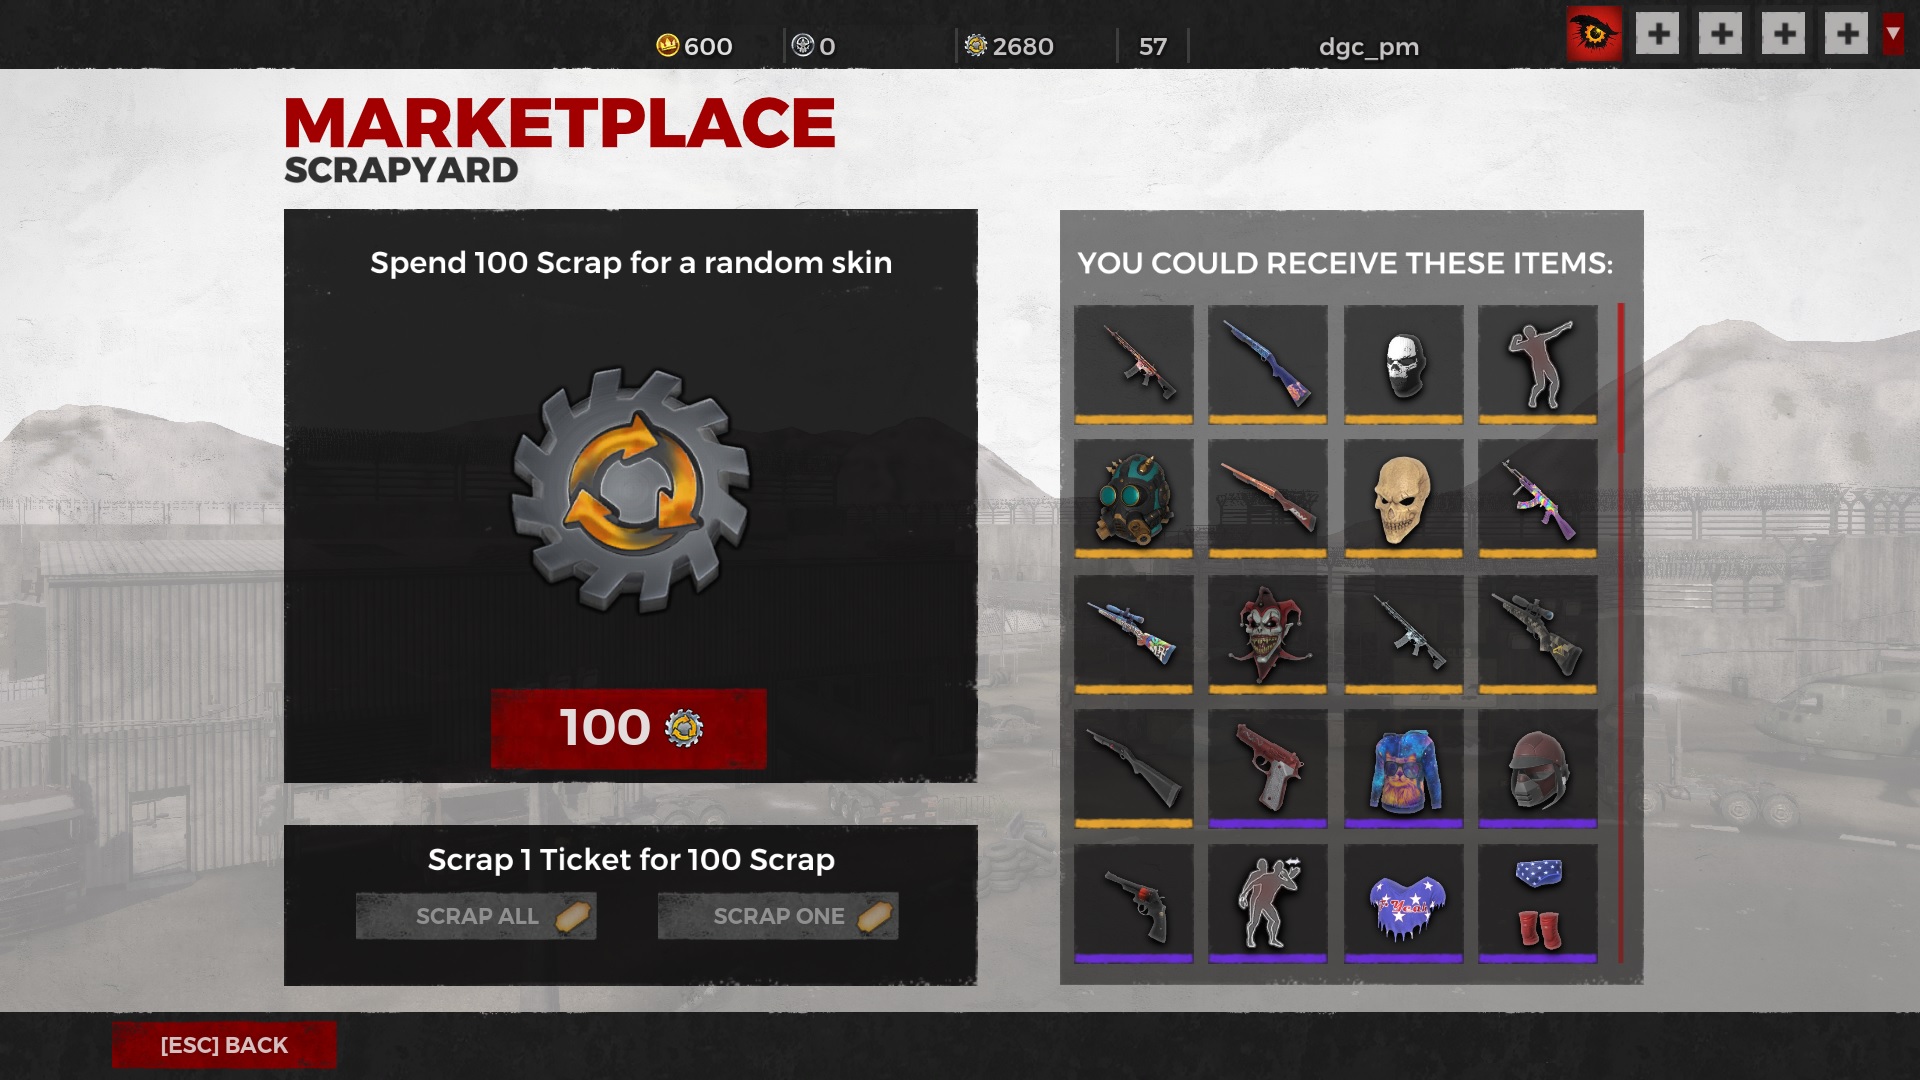 600
0
2680
57
dgc_pm
MARKETPLACE
SCRAPYARD
Spend 100 Scrap for a random skin
100
Scrap 1 Ticket for 100 Scrap
SCRAP ALL
SCRAP ONE
YOU COULD RECEIVE THESE ITEMS:
[ESC] BACK